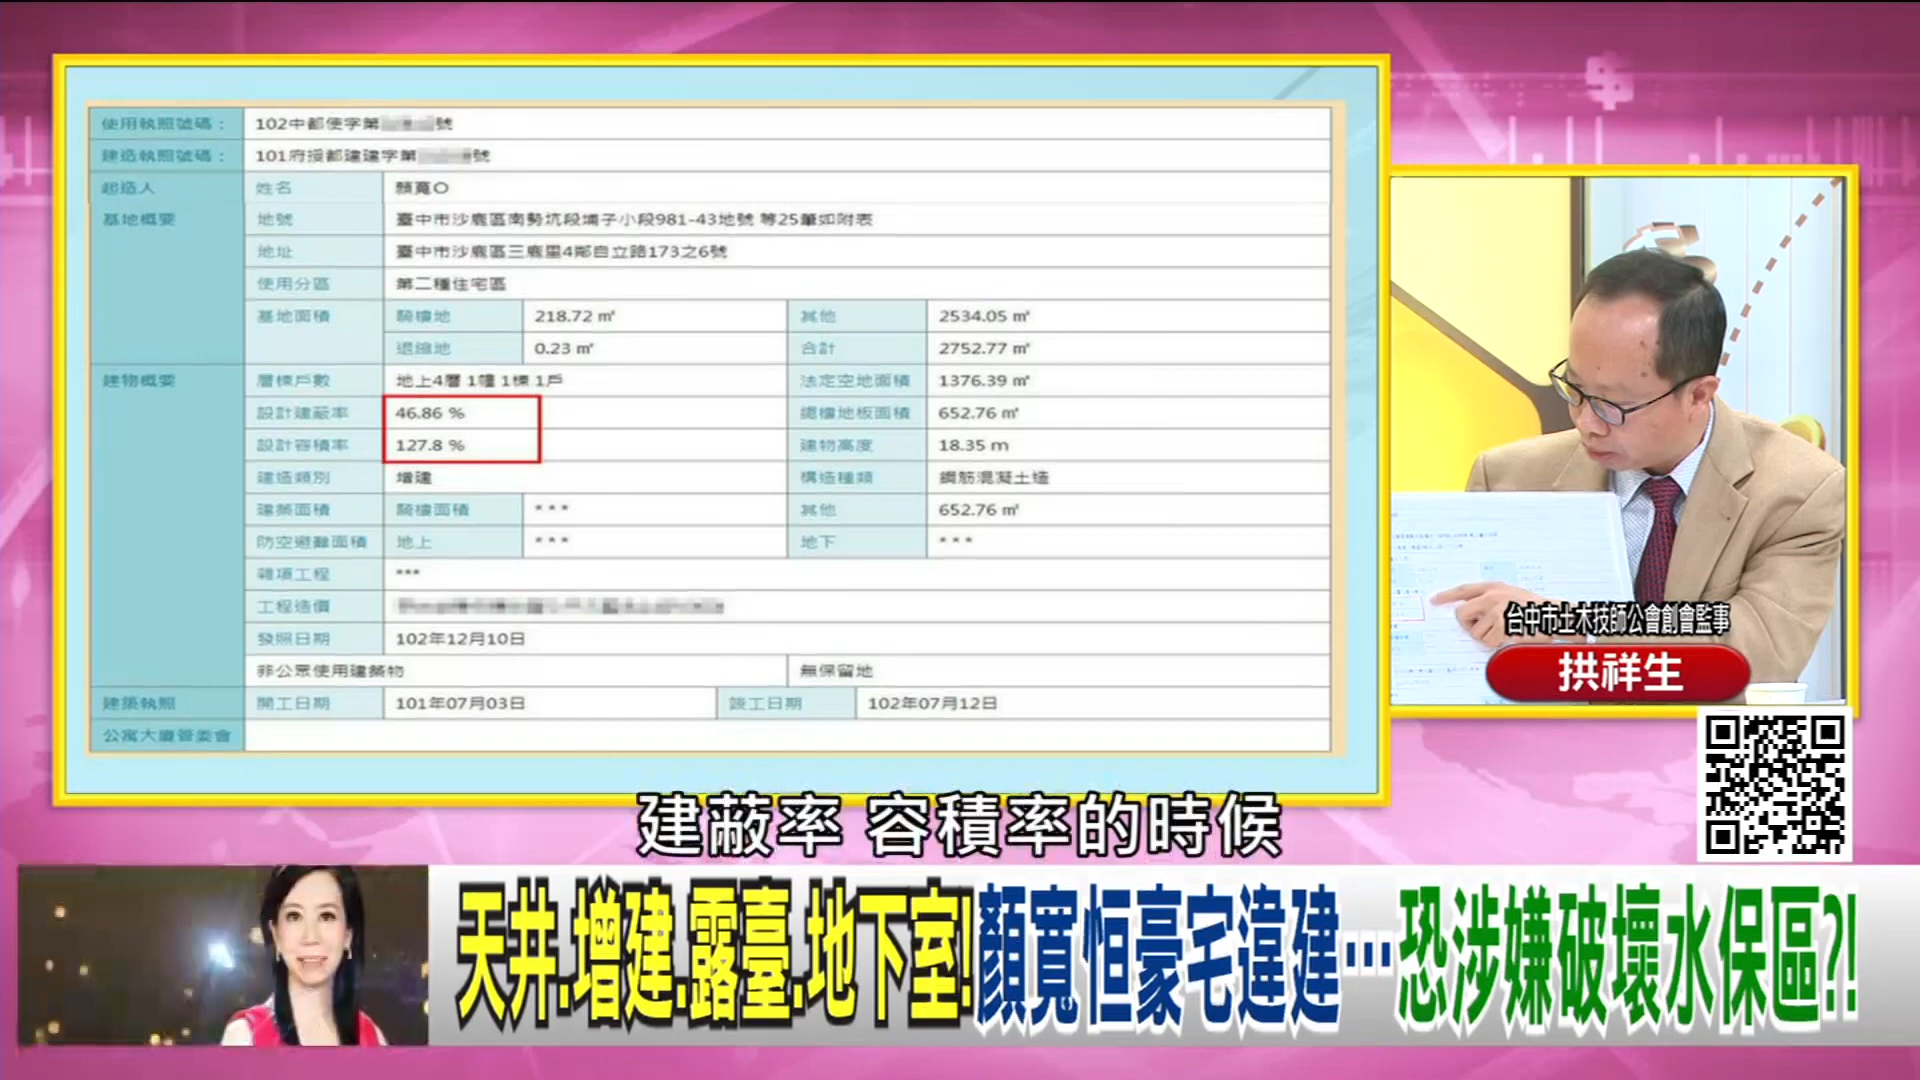 使用執照號碼： 102中都使字第 號
建造執照號碼： 101府授都建建字第 號
起造人 姓名 顏寬O
基地概要 地號 臺中市沙鹿區南勢坑段埔子小段981-43地號 等25筆如附表
地址 臺中市沙鹿區三鹿里4鄰自立路173之6號
使用分區 第二種住宅區
基地面積 騎樓地 218.72 ㎡ 其他 2534.05 ㎡
退縮地 0.23 ㎡ 合計 2752.77 ㎡
建物概要 層棟戶數 地上4層 1幢 1棟 1戶 法定空地面積 1376.39 ㎡
設計建蔽率 46.86 % 總樓地板面積 652.76 ㎡
設計容積率 127.8 % 建物高度 18.35 m
建造類別 增建 構造種類 鋼筋混凝土造
建築面積 騎樓面積 *** 其他 652.76 ㎡
防空避難面積 地上 *** 地下 ***
雜項工程 ***
工程造價
發照日期 102年12月10日
非公眾使用建築物 無保留地
建築執照 開工日期 101年07月03日 竣工日期 102年07月12日
公寓大廈管委會
台中市土木技師公會創會監事
拱祥生
建蔽率 容積率的時候
天井.增建.露臺.地下室!顏寬恒豪宅違建…恐涉嫌破壞水保區?!